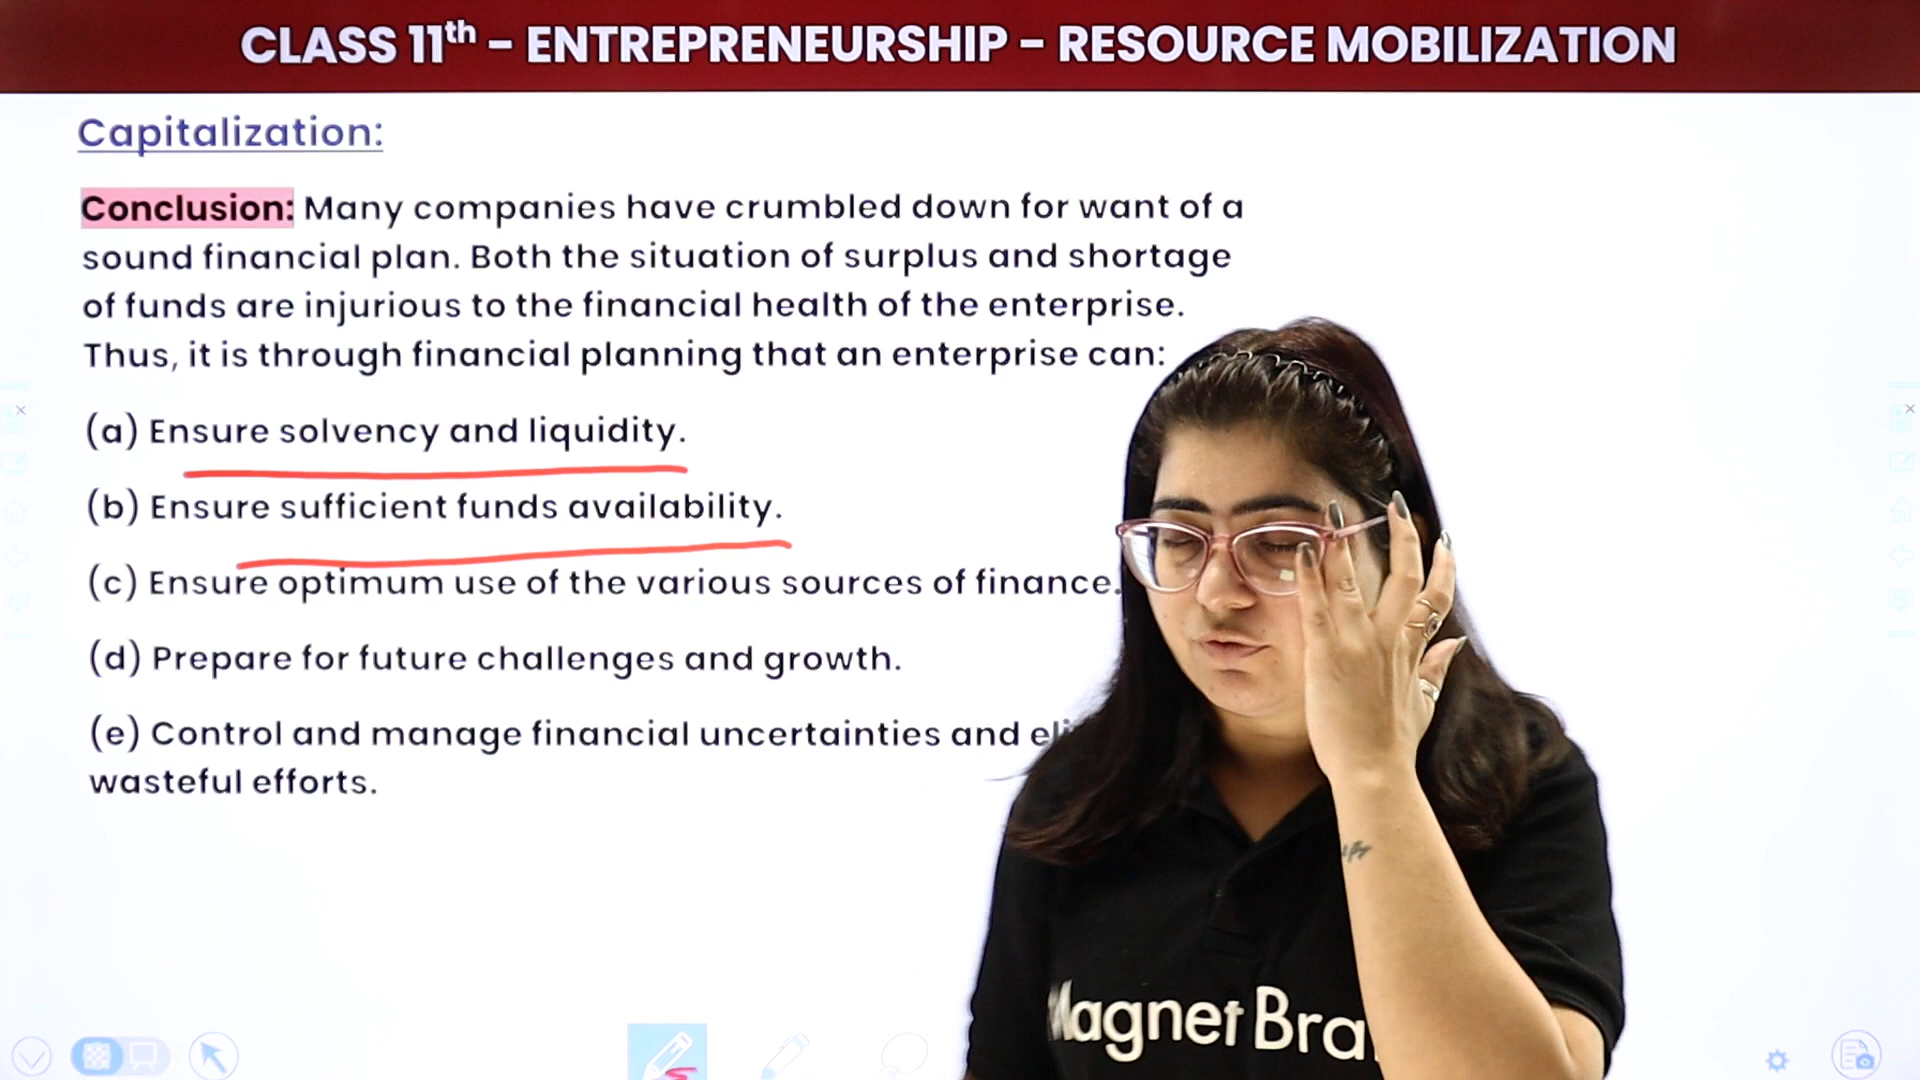 CLASS 11th – ENTREPRENEURSHIP – RESOURCE MOBILIZATION
Capitalization:
Conclusion: Many companies have crumbled down for want of a
sound financial plan. Both the situation of surplus and shortage
of funds are injurious to the financial health of the enterprise.
Thus, it is through financial planning that an enterprise can:
(a) Ensure solvency and liquidity.
(b) Ensure sufficient funds availability.
(c) Ensure optimum use of the various sources of finance.
(d) Prepare for future challenges and growth.
(e) Control and manage financial uncertainties and
wasteful efforts.
Magnet Bra